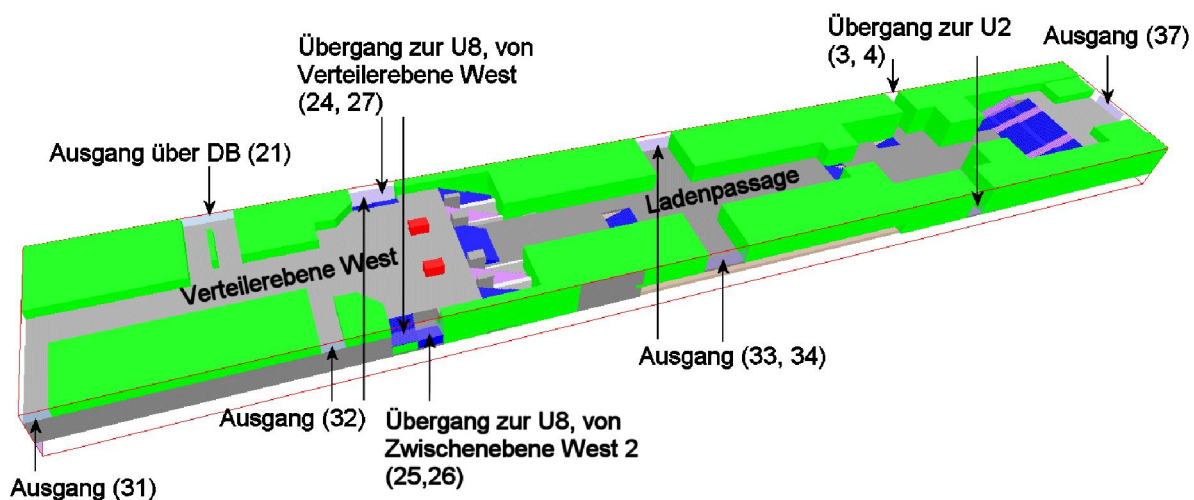 Übergang zur U8, von
Verteilerebene West
(24, 27)
Übergang zur U2
(3, 4)
Ausgang (37)
Ausgang über DB (21)
Ladenpassage
Verteilerebene West
Ausgang (33, 34)
Ausgang (32)
Übergang zur U8, von
Zwischenebene West 2
(25,26)
Ausgang (31)